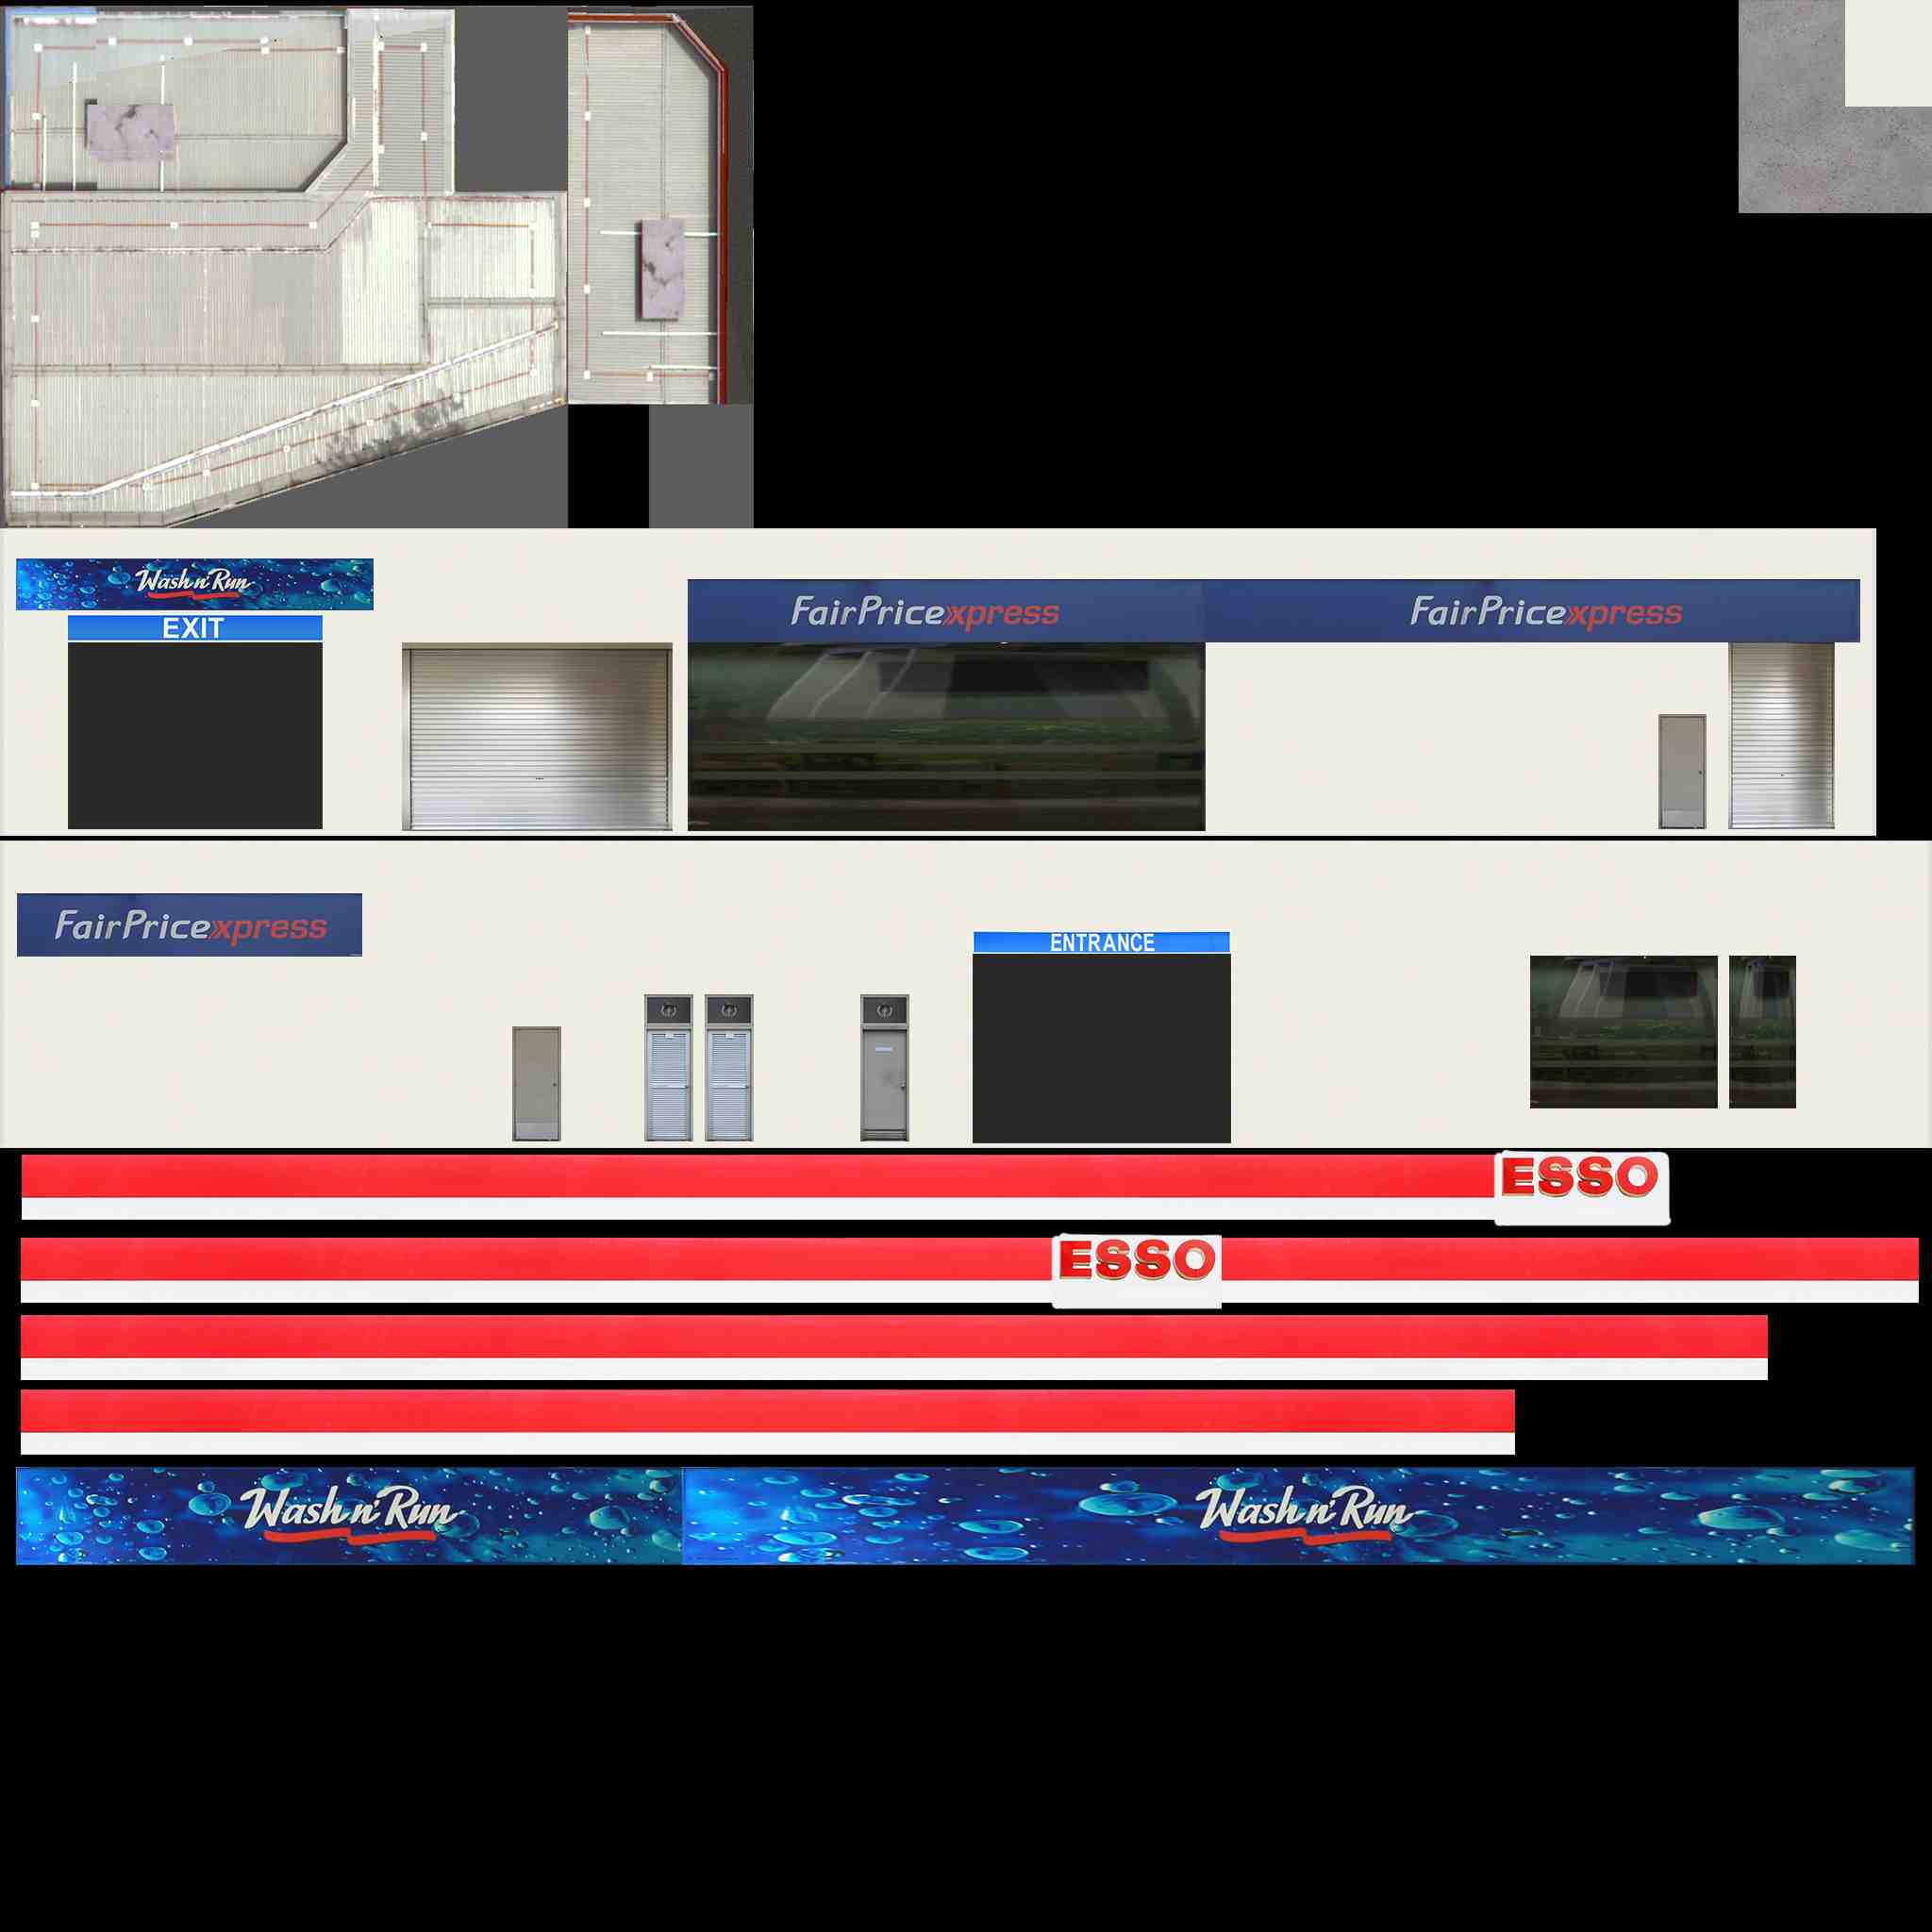 Wash n' Run
EXIT
FairPricexpress FairPricexpress
FairPricexpress
ENTRANCE
ESSO
ESSO
Wash n' Run Wash n' Run